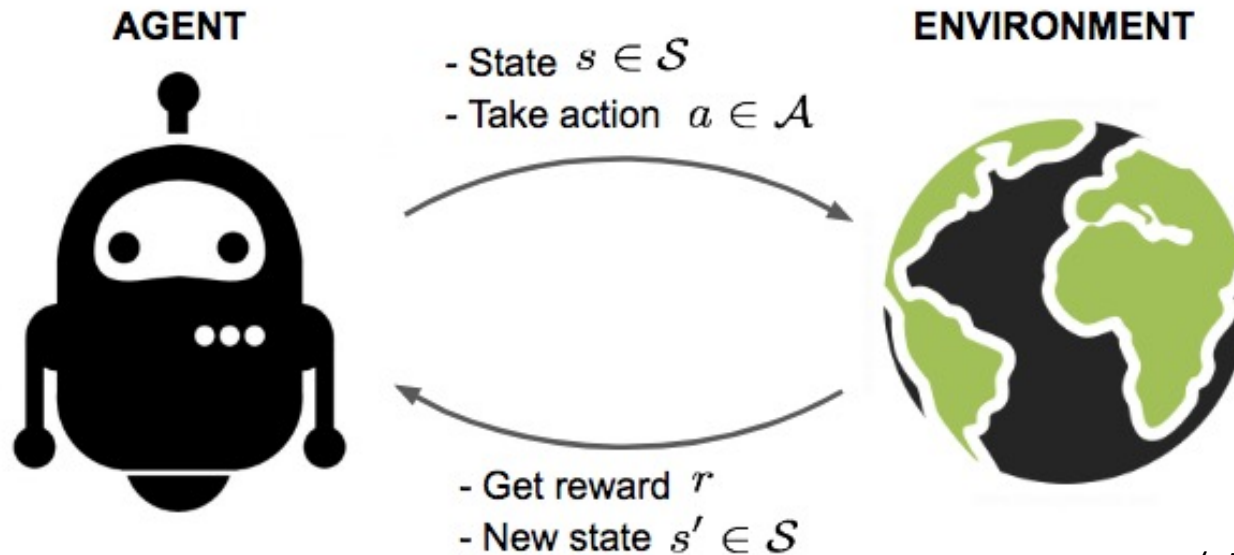 AGENT
ENVIRONMENT
- State s ∈ 𝒮
- Take action a ∈ 𝒜
- Get reward r
- New state s′ ∈ 𝒮